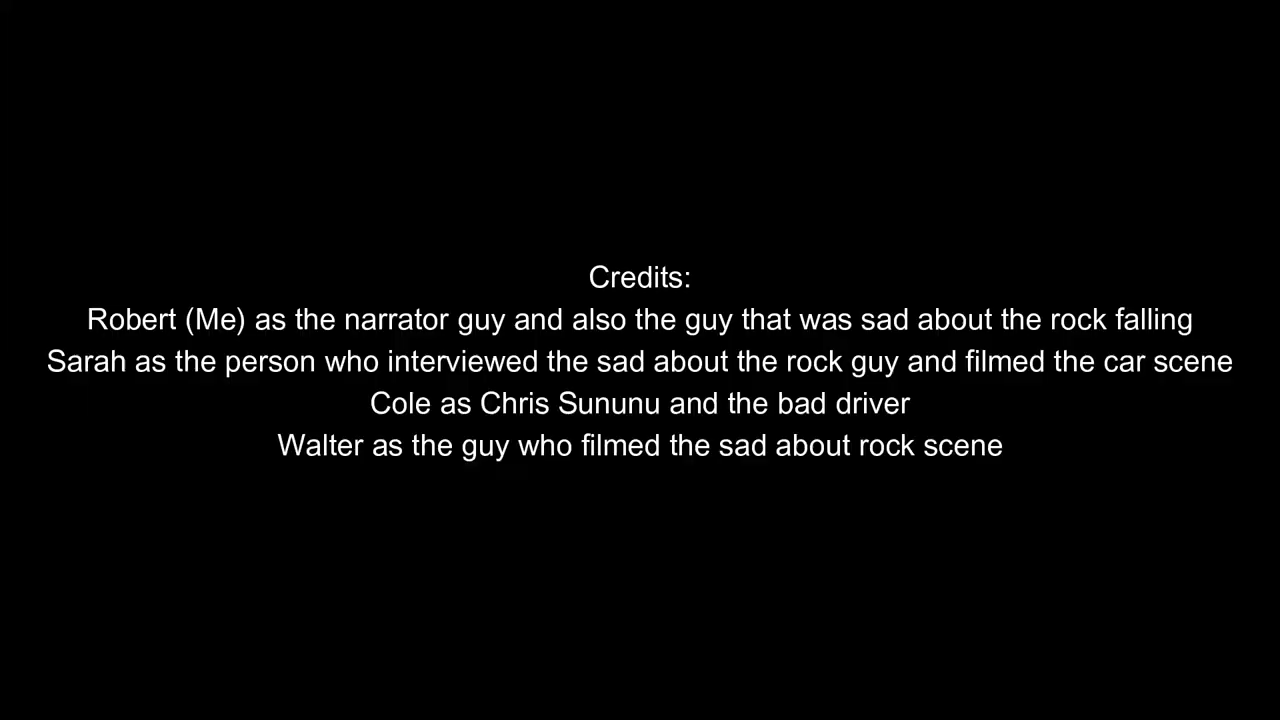 Credits:
Robert (Me) as the narrator guy and also the guy that was sad about the rock falling
Sarah as the person who interviewed the sad about the rock guy and filmed the car scene
Cole as Chris Sununu and the bad driver
Walter as the guy who filmed the sad about rock scene